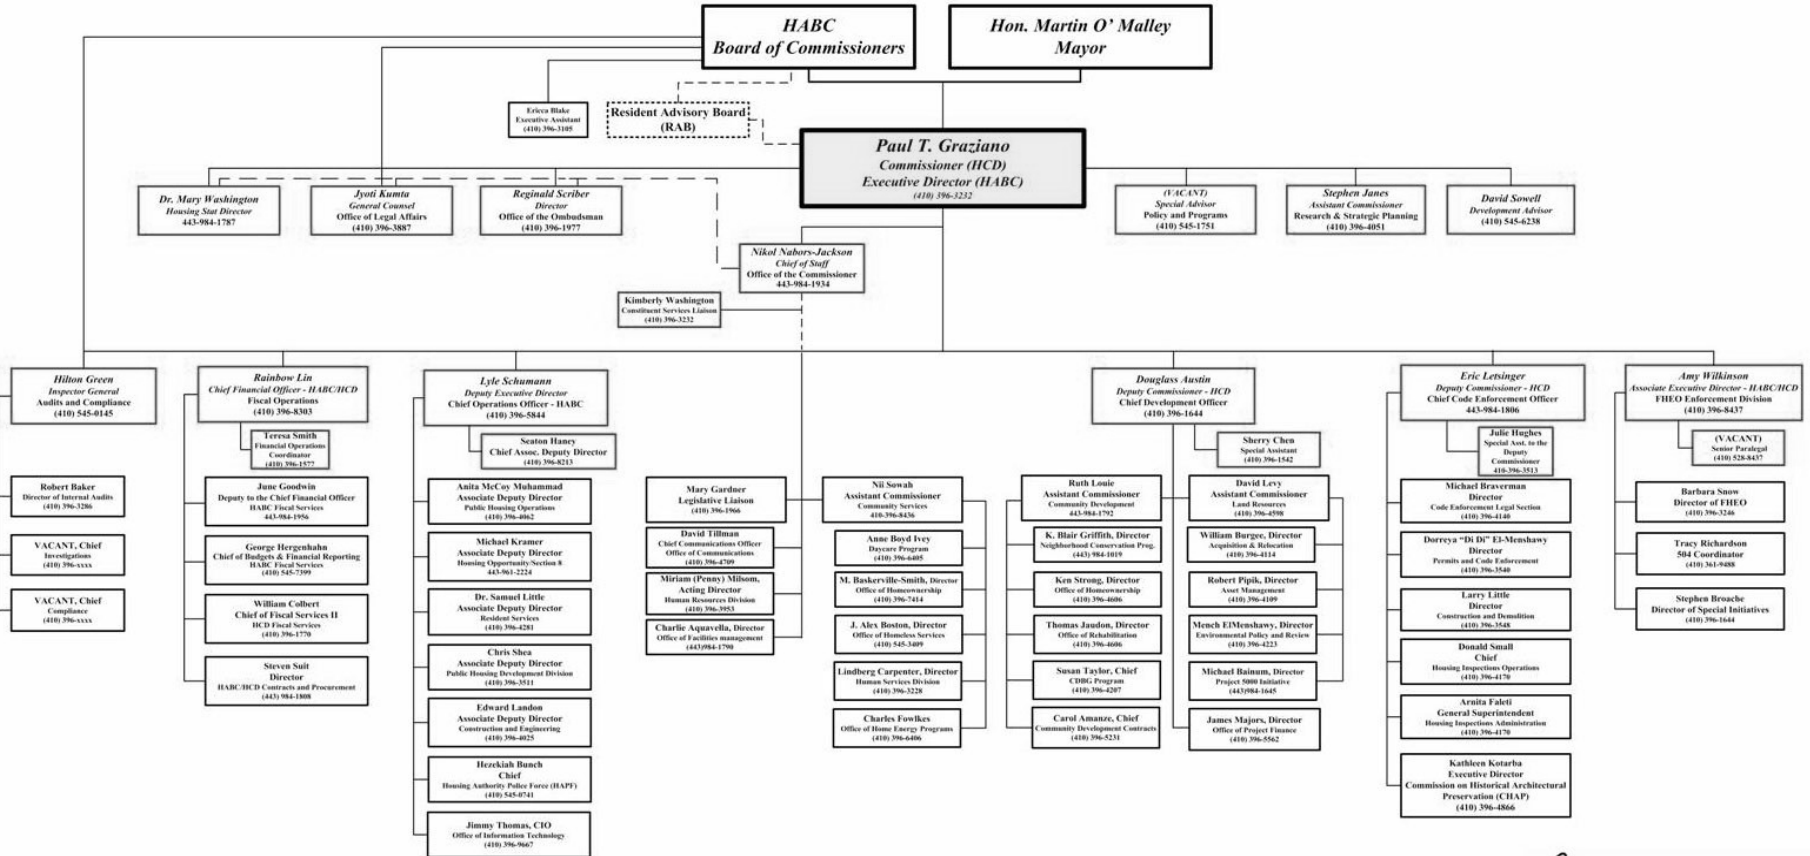 HABC
Board of Commissioners
Hon. Martin O' Malley
Mayor
Ericca Blake
Executive Assistant
(410) 396-3105
Resident Advisory Board
(RAB)
Paul T. Graziano
Commissioner (HCD)
Executive Director (HABC)
(410) 396-3232
Dr. Mary Washington
Housing Stat Director
443-984-1787
Jyoti Kumta
General Counsel
Office of Legal Affairs
(410) 396-3887
Reginald Scriber
Director
Office of the Ombudsman
(410) 396-1977
(VACANT)
Special Advisor
Policy and Programs
(410) 545-1751
Stephen Janes
Assistant Commissioner
Research & Strategic Planning
(410) 396-4051
David Sowell
Development Advisor
(410) 545-6238
Nikol Nabors-Jackson
Chief of Staff
Office of the Commissioner
443-984-1934
Kimberly Washington
Constituent Services Liaison
(410) 396-3232
Hilton Green
Inspector General
Audits and Compliance
(410) 545-0145
Robert Baker
Director of Internal Audits
(410) 396-3286
VACANT, Chief
Investigations
(410) 396-xxxx
VACANT, Chief
Compliance
(410) 396-xxxx
Rainbow Lin
Chief Financial Officer - HABC/HCD
Fiscal Operations
(410) 396-8303
Teresa Smith
Financial Operations
Coordinator
(410) 396-1577
June Goodwin
Deputy to the Chief Financial Officer
HABC Fiscal Services
443-984-1956
George Hergenhahn
Chief of Budgets & Financial Reporting
HABC Fiscal Services
(410) 545-7399
William Colbert
Chief of Fiscal Services II
HCD Fiscal Services
(410) 396-1770
Steven Suit
Director
HABC/HCD Contracts and Procurement
(443) 984-1808
Lyle Schumann
Deputy Executive Director
Chief Operations Officer - HABC
(410) 396-5844
Seaton Haney
Chief Assoc. Deputy Director
(410) 396-8213
Anita McCoy Muhammad
Associate Deputy Director
Public Housing Operations
(410) 396-4062
Michael Kramer
Associate Deputy Director
Housing Opportunity/Section 8
443-961-2224
Dr. Samuel Little
Associate Deputy Director
Resident Services
(410) 396-4281
Chris Shea
Associate Deputy Director
Public Housing Development Division
(410) 396-3511
Edward Landon
Associate Deputy Director
Construction and Engineering
(410) 396-4025
Hezekiah Bunch
Chief
Housing Authority Police Force (HAPF)
(410) 545-0741
Jimmy Thomas, CIO
Office of Information Technology
(410) 396-9667
Mary Gardner
Legislative Liaison
(410) 396-1966
David Tillman
Chief Communications Officer
Office of Communications
(410) 396-4709
Miriam (Penny) Milsom,
Acting Director
Human Resources Division
(410) 396-3953
Charlie Aquavella, Director
Office of Facilities management
(443)984-1790
Nii Sowah
Assistant Commissioner
Community Services
410-396-8436
Anne Boyd Ivey
Daycare Program
(410) 396-6405
M. Baskerville-Smith, Director
Office of Homeownership
(410) 396-7414
J. Alex Boston, Director
Office of Homeless Services
(410) 545-3409
Lindberg Carpenter, Director
Human Services Division
(410) 396-3228
Charles Fowlkes
Office of Home Energy Programs
(410) 396-6406
Douglass Austin
Deputy Commissioner - HCD
Chief Development Officer
(410) 396-1644
Sherry Chen
Special Assistant
(410) 396-1542
Ruth Louie
Assistant Commissioner
Community Development
443-984-1792
K. Blair Griffith, Director
Neighborhood Conservation Prog.
(443) 984-1019
Ken Strong, Director
Office of Homeownership
(410) 396-4606
Thomas Jaudon, Director
Office of Rehabilitation
(410) 396-4606
Susan Taylor, Chief
CDBG Program
(410) 396-4207
Carol Amanze, Chief
Community Development Contracts
(410) 396-5231
David Levy
Assistant Commissioner
Land Resources
(410) 396-4598
William Burgee, Director
Acquisition & Relocation
(410) 396-4114
Robert Pipik, Director
Asset Management
(410) 396-4109
Mench ElMenshawy, Director
Environmental Policy and Review
(410) 396-4223
Michael Bainum, Director
Project 5000 Initiative
(443)984-1645
James Majors, Director
Office of Project Finance
(410) 396-5562
Eric Letsinger
Deputy Commissioner - HCD
Chief Code Enforcement Officer
443-984-1806
Julie Hughes
Special Asst. to the
Deputy
Commissioner
410-396-3513
Michael Braverman
Director
Code Enforcement Legal Section
(410) 396-4140
Dorreya "Di Di" El-Menshawy
Director
Permits and Code Enforcement
(410) 396-3540
Larry Little
Director
Construction and Demolition
(410) 396-3548
Donald Small
Chief
Housing Inspections Operations
(410) 396-4170
Arnita Faleti
General Superintendent
Housing Inspections Administration
(410) 396-4170
Kathleen Kotarba
Executive Director
Commission on Historical Architectural
Preservation (CHAP)
(410) 396-4866
Amy Wilkinson
Associate Executive Director - HABC/HCD
FHEO Enforcement Division
(410) 396-8437
(VACANT)
Senior Paralegal
(410) 528-8437
Barbara Snow
Director of FHEO
(410) 396-3246
Tracy Richardson
504 Coordinator
(410) 361-9488
Stephen Broache
Director of Special Initiatives
(410) 396-1644